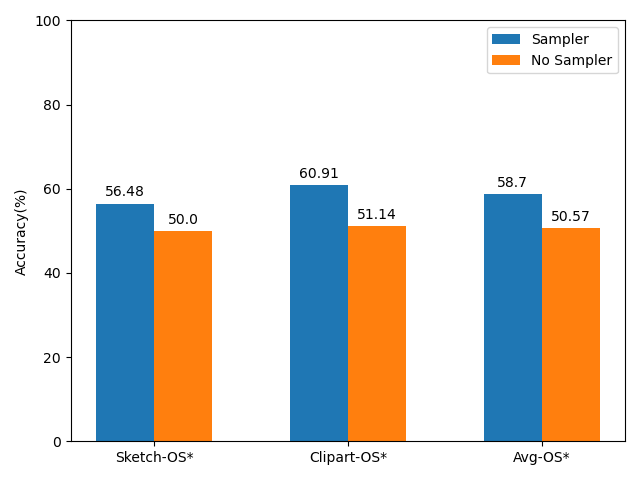 100
80
60
40
20
0
Accuracy(%)
Sampler
No Sampler
56.48
50.0
60.91
51.14
58.7
50.57
Sketch-OS*
Clipart-OS*
Avg-OS*